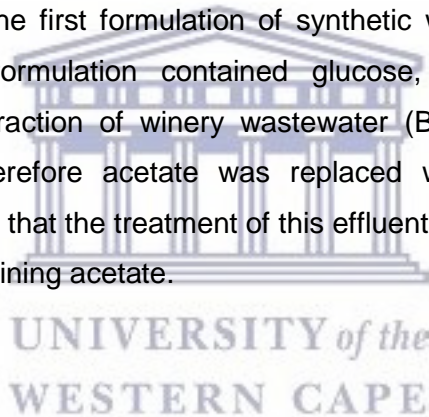 he first formulation of synthetic w
ormulation contained glucose,
raction of winery wastewater (B
erefore acetate was replaced w
that the treatment of this effluent
ining acetate.
UNIVERSITY of the
WESTERN CAPE